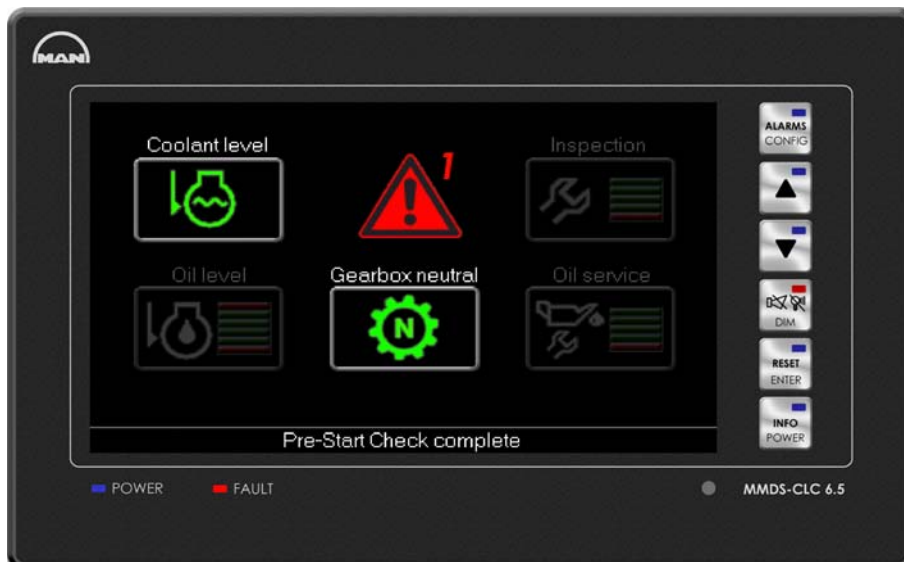 MAN
Coolant level
1
Inspection
ALARMS
CONFIG
Oil level
Gearbox neutral
N
Oil service
DIM
RESET
ENTER
INFO
POWER
Pre-Start Check complete
POWER
FAULT
MMDS-CLC 6.5